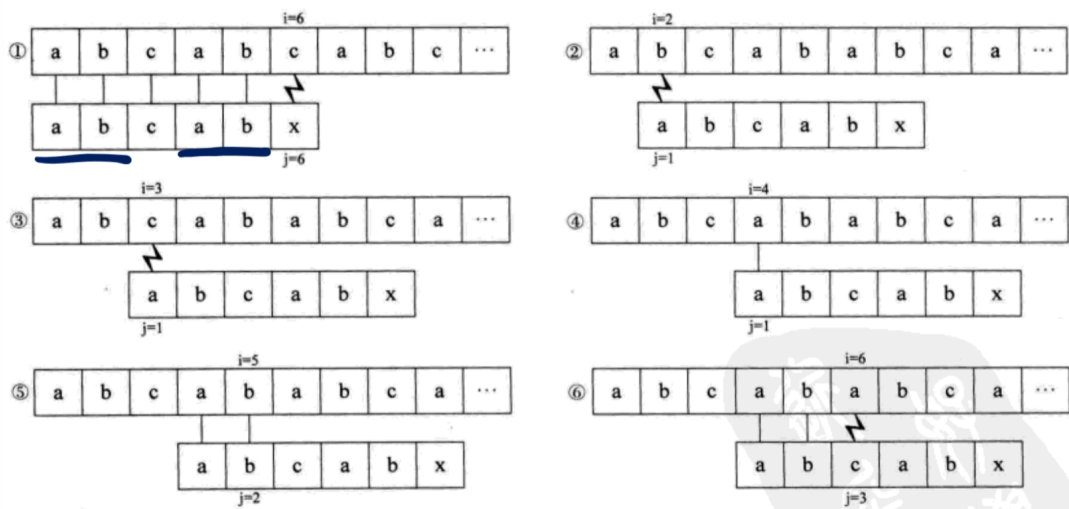 i=6
① a b c a b c a b c ···
a b c a b x
j=6
i=2
② a b c a b a b c a ···
a b c a b x
j=1
i=3
③ a b c a b a b c a ···
a b c a b x
j=1
i=4
④ a b c a b a b c a ···
a b c a b x
j=1
i=5
⑤ a b c a b a b c a ···
a b c a b x
j=2
i=6
⑥ a b c a b a b c a ···
a b c a b x
j=3